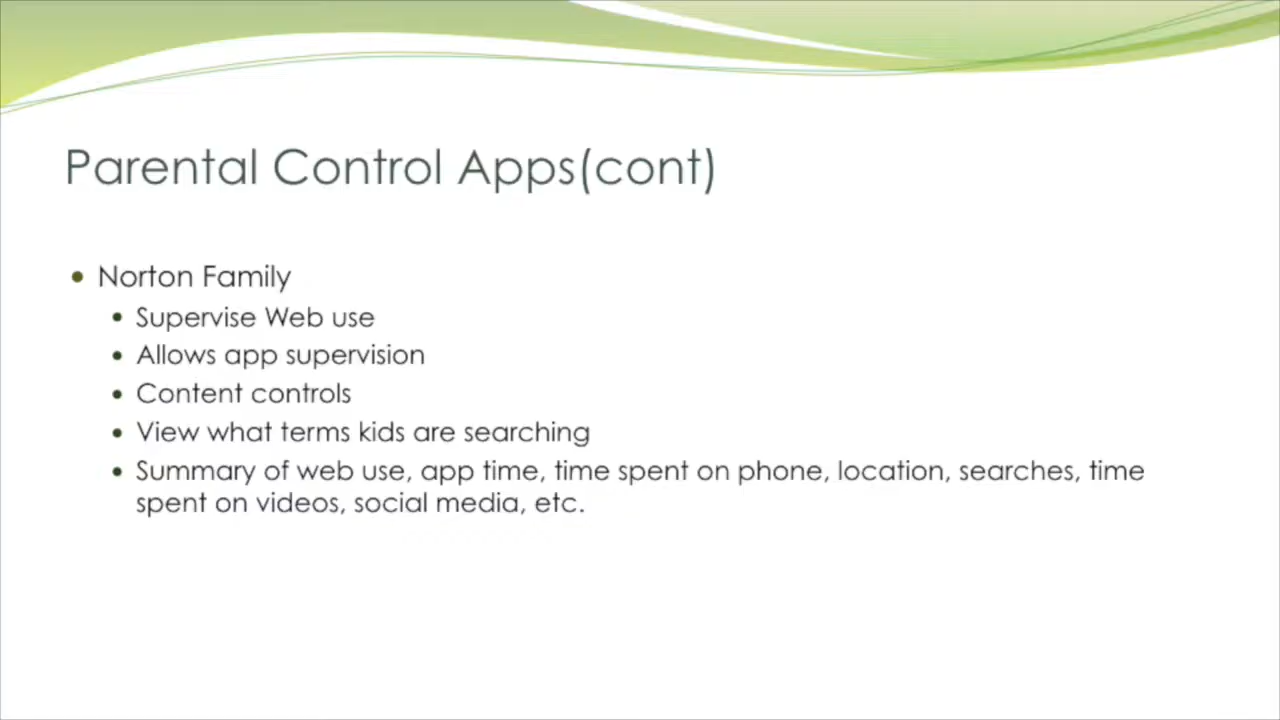 Parental Control Apps(cont)
• Norton Family
• Supervise Web use
• Allows app supervision
• Content controls
• View what terms kids are searching
• Summary of web use, app time, time spent on phone, location, searches, time
spent on videos, social media, etc.